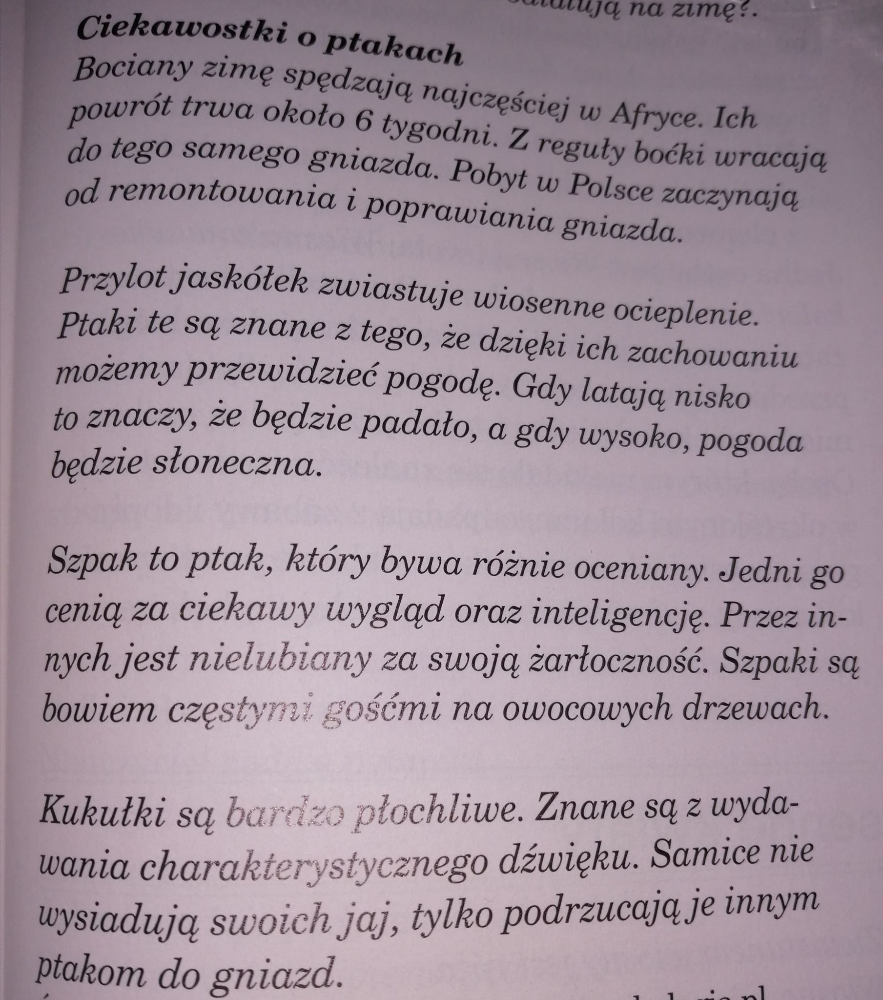 na zimę?.
Ciekawostki o ptakach
Bociany zimę spędzają najczęściej w Afryce. Ich
powrót trwa około 6 tygodni. Z reguły boćki wracają
do tego samego gniazda. Pobyt w Polsce zaczynają
od remontowania i poprawiania gniazda.
Przylot jaskółek zwiastuje wiosenne ocieplenie.
Ptaki te są znane z tego, że dzięki ich zachowaniu
możemy przewidzieć pogodę. Gdy latają nisko
to znaczy, że będzie padało, a gdy wysoko, pogoda
będzie słoneczna.
Szpak to ptak, który bywa różnie oceniany. Jedni go
cenią za ciekawy wygląd oraz inteligencję. Przez in-
nych jest nielubiany za swoją żarłoczność. Szpaki są
bowiem częstymi gośćmi na owocowych drzewach.
Kukułki są bardzo płochliwe. Znane są z wyda-
wania charakterystycznego dźwięku. Samice nie
wysiadują swoich jaj, tylko podrzucają je innym
ptakom do gniazd.